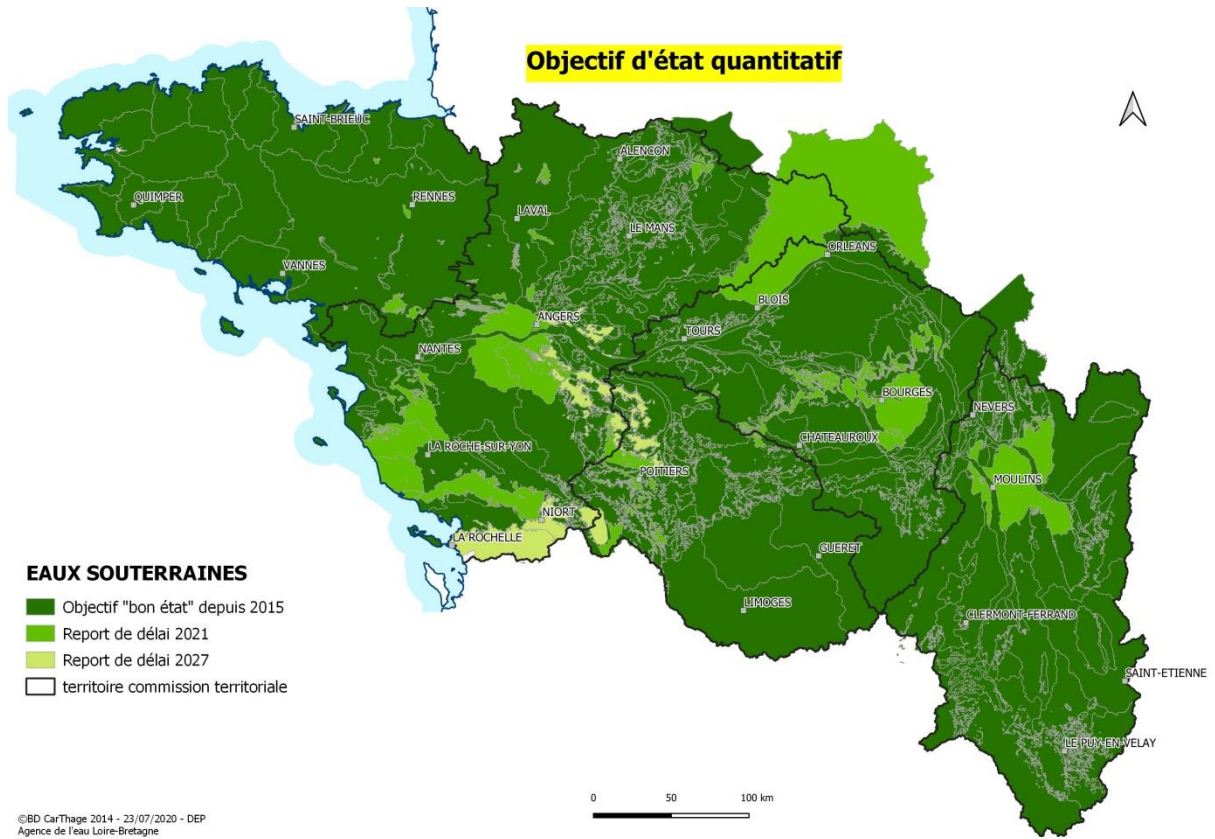 Objectif d'état quantitatif
SAINT-BRIEUC
ALENCON
QUIMPER
RENNES
LAVAL
LE MANS
ORLEANS
VANNES
BLOIS
ANGERS
TOURS
NANTES
BOURGES
NEVERS
CHATEAUROUX
LA ROCHE-SUR-YON
POITIERS
MOULINS
NIORT
LA ROCHELLE
GUERET
EAUX SOUTERRAINES
Objectif "bon état" depuis 2015
LIMOGES
CLERMONT-FERRAND
Report de délai 2021
Report de délai 2027
territoire commission territoriale
SAINT-ETIENNE
LE PUY-EN-VELAY
0 50 100 km
©BD CarThage 2014 - 23/07/2020 - DEP
Agence de l'eau Loire-Bretagne